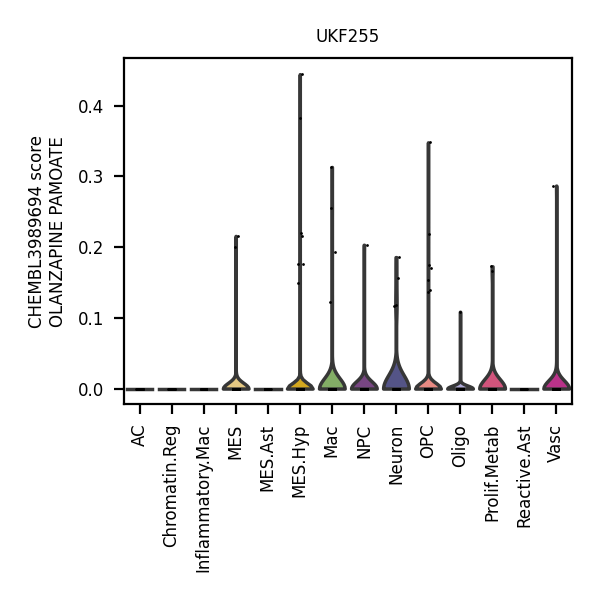 UKF255
CHEMBL3989694 score
OLANZAPINE PAMOATE
0.4
0.3
0.2
0.1
0.0
AC
Chromatin.Reg
Inflammatory.Mac
MES
MES.Ast
MES.Hyp
Mac
NPC
Neuron
OPC
Oligo
Prolif.Metab
Reactive.Ast
Vasc